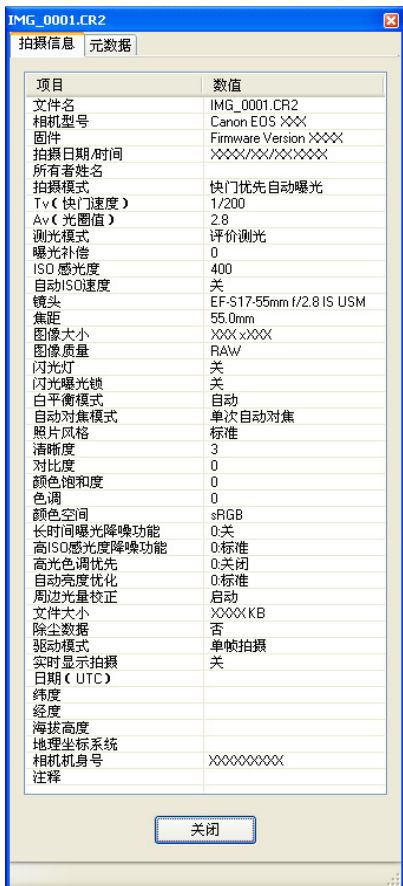 IMG_0001.CR2
拍摄信息 元数据
项目 数值
文件名 IMG_0001.CR2
相机型号 Canon EOS XXX
固件 Firmware Version XXXX
拍摄日期/时间 XXXX/XX/XXXXXX
所有者姓名
拍摄模式 快门优先自动曝光
Tv(快门速度) 1/200
Av(光圈值) 2.8
测光模式 评价测光
曝光补偿 0
ISO 感光度 400
自动ISO速度 关
镜头 EF-S17-55mm f/2.8 IS USM
焦距 55.0mm
图像大小 XXX xXXX
图像质量 RAW
闪光灯 关
闪光曝光锁 关
白平衡模式 自动
自动对焦模式 单次自动对焦
照片风格 标准
清晰度 3
对比度 0
颜色饱和度 0
色调 0
颜色空间 sRGB
长时间曝光降噪功能 0:关
高ISO感光度降噪功能 0:标准
高光色调优先 0:关闭
自动亮度优化 0:标准
周边光量校正 启动
文件大小 XXXXKB
除尘数据 否
驱动模式 单帧拍摄
实时显示拍摄 关
日期(UTC)
纬度
经度
海拔高度
地理坐标系统
相机机身号 XXXXXXXXX
注释
关闭